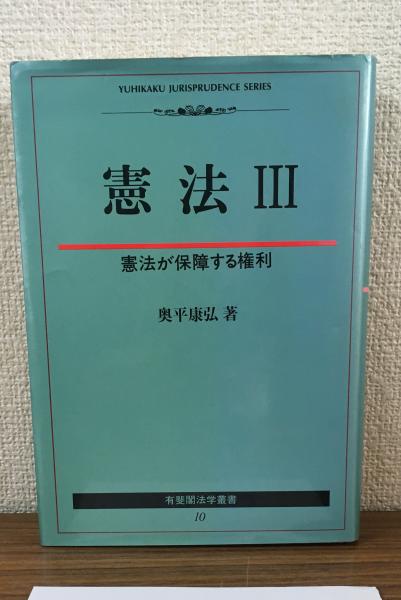 YUHIKAKU JURISPRUDENCE SERIES
憲法 III
憲法が保障する権利
奥平康弘 著
有斐閣法学叢書
10